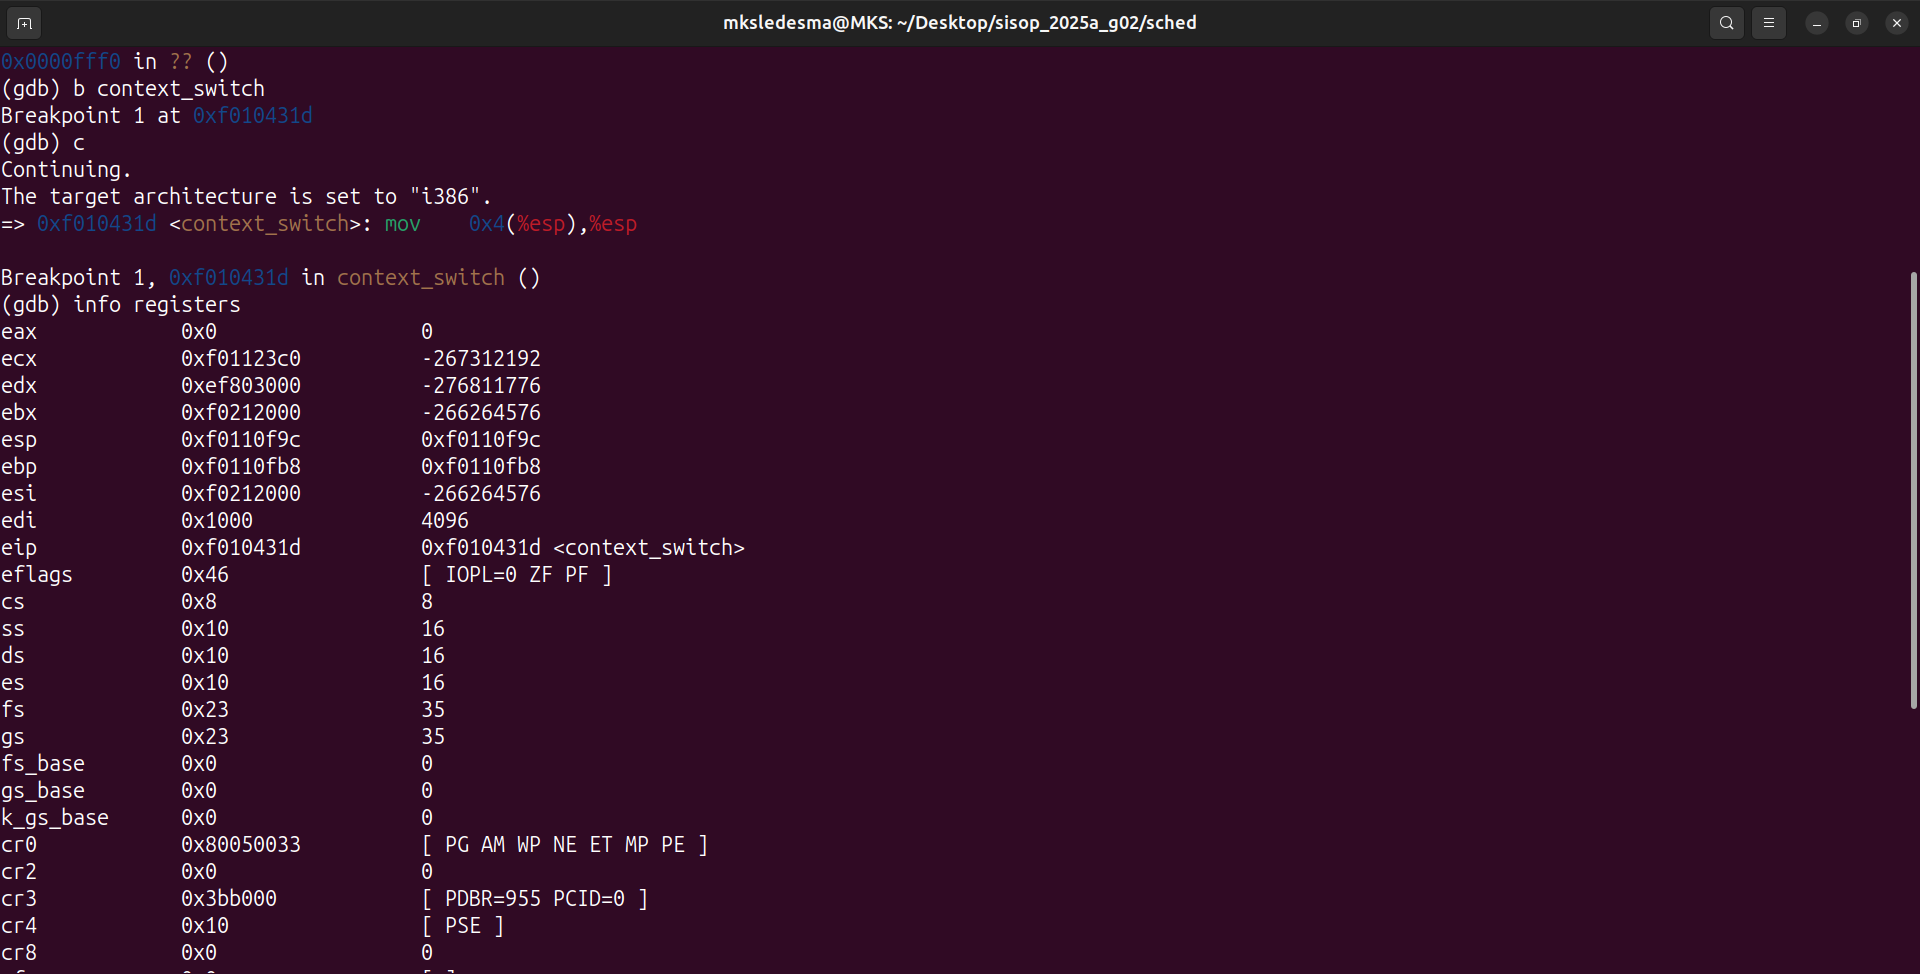 mksledesma@MKS: ~/Desktop/sisop_2025a_g02/sched
0x0000fff0 in ?? ()
(gdb) b context_switch
Breakpoint 1 at 0xf010431d
(gdb) c
Continuing.
The target architecture is set to "i386".
=> 0xf010431d <context_switch>: mov    0x4(%esp),%esp
Breakpoint 1, 0xf010431d in context_switch ()
(gdb) info registers
eax            0x0                 0
ecx            0xf01123c0          -267312192
edx            0xef803000          -276811776
ebx            0xf0212000          -266264576
esp            0xf0110f9c          0xf0110f9c
ebp            0xf0110fb8          0xf0110fb8
esi            0xf0212000          -266264576
edi            0x1000              4096
eip            0xf010431d          0xf010431d <context_switch>
eflags         0x46                [ IOPL=0 ZF PF ]
cs             0x8                 8
ss             0x10                16
ds             0x10                16
es             0x10                16
fs             0x23                35
gs             0x23                35
fs_base        0x0                 0
gs_base        0x0                 0
k_gs_base      0x0                 0
cr0            0x80050033          [ PG AM WP NE ET MP PE ]
cr2            0x0                 0
cr3            0x3bb000            [ PDBR=955 PCID=0 ]
cr4            0x10                [ PSE ]
cr8            0x0                 0